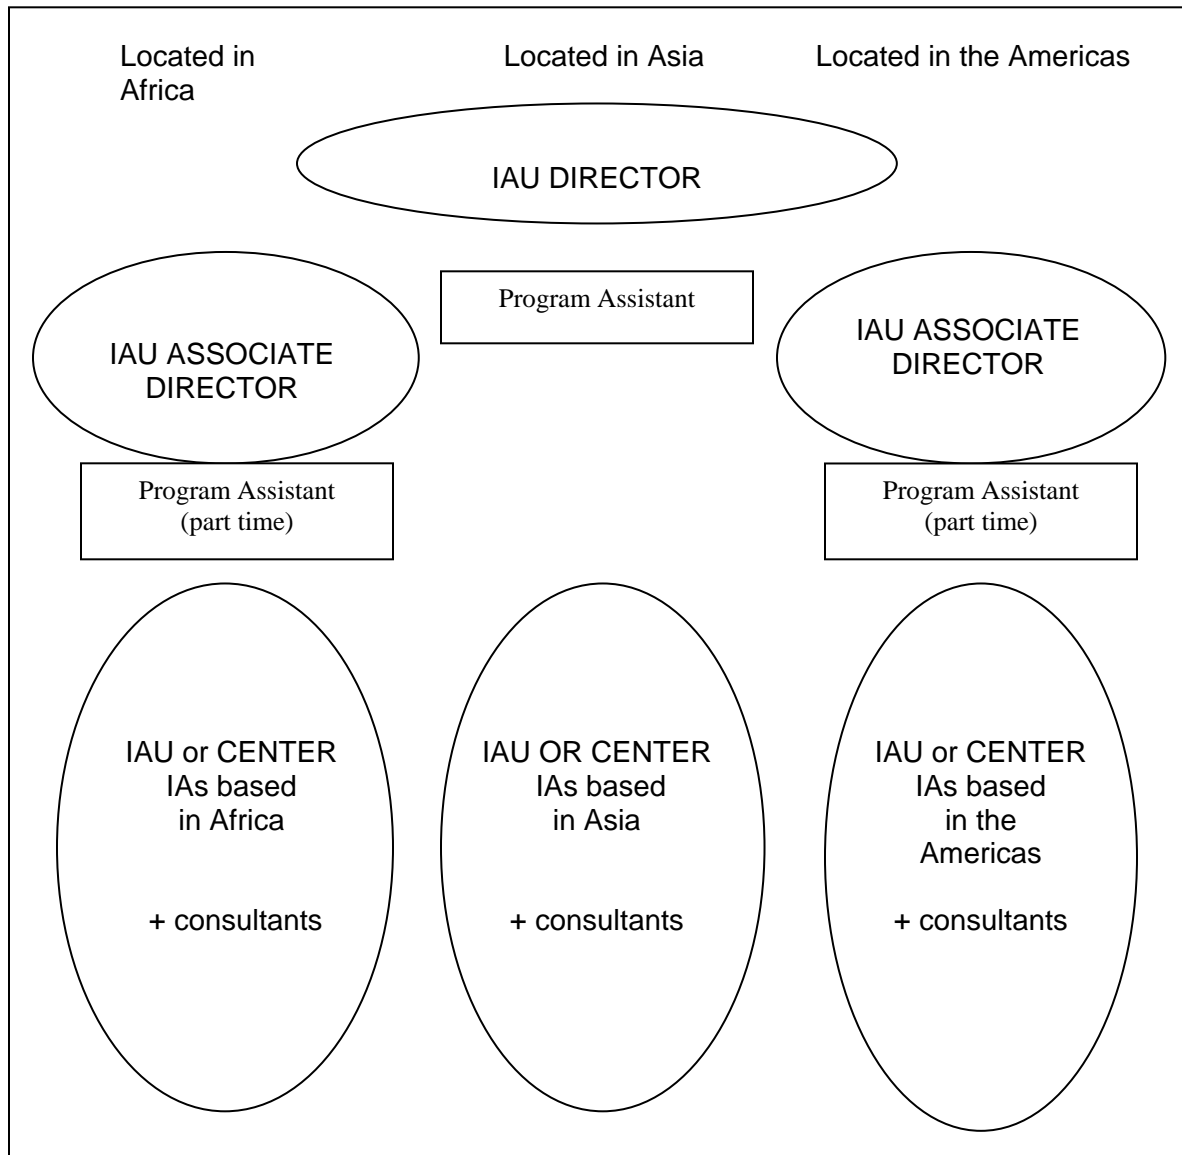 Located in
Africa
Located in Asia
Located in the Americas
IAU DIRECTOR
Program Assistant
IAU ASSOCIATE
DIRECTOR
IAU ASSOCIATE
DIRECTOR
Program Assistant
(part time)
Program Assistant
(part time)
IAU or CENTER
IAs based
in Africa
+ consultants
IAU OR CENTER
IAs based
in Asia
+ consultants
IAU or CENTER
IAs based
in the
Americas
+ consultants